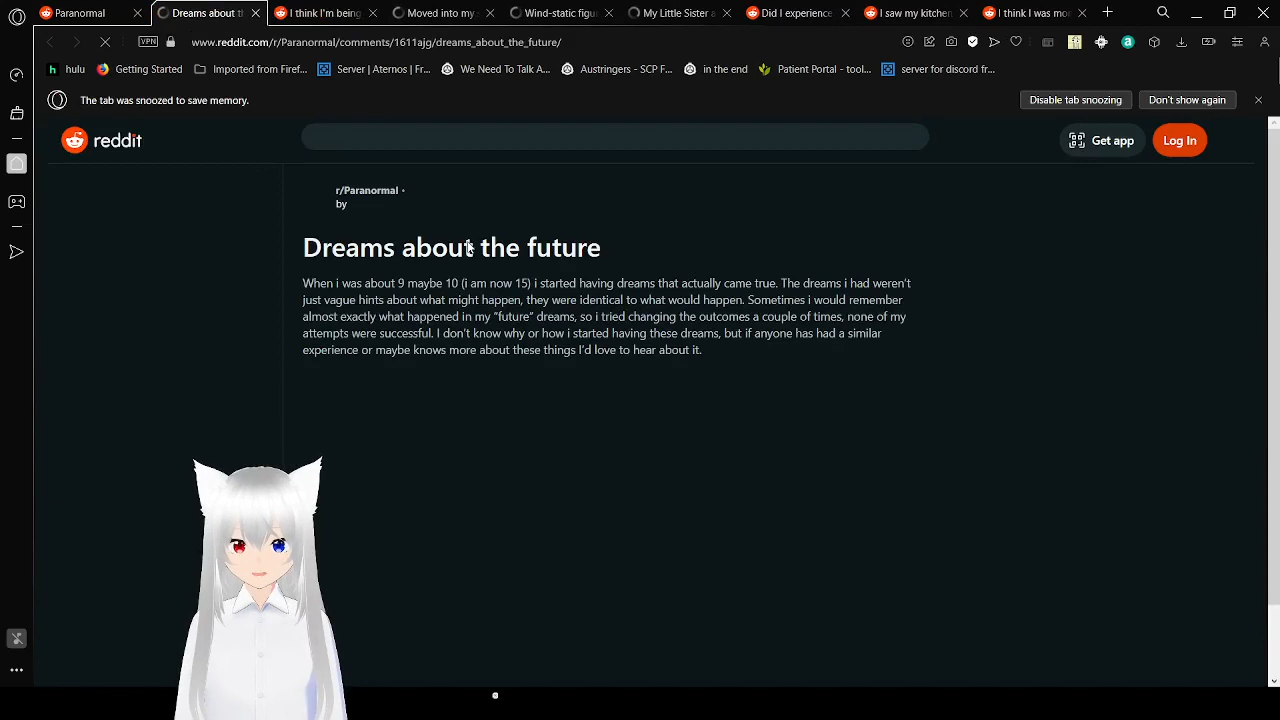 Paranormal
Dreams about th
I think I'm being
Moved into my
Wind-static figu
My Little Sister a
Did I experience
I saw my kitchen
I think I was mo
VPN
www.reddit.com/r/Paranormal/comments/1611ajg/dreams_about_the_future/
hulu
Getting Started
Imported from Firef...
Server | Aternos | Fr...
We Need To Talk A...
Austringers - SCP F...
in the end
Patient Portal - tool...
server for discord fr...
The tab was snoozed to save memory.
Disable tab snoozing
Don't show again
reddit
Get app
Log In
r/Paranormal •
by
Dreams about the future
When i was about 9 maybe 10 (i am now 15) i started having dreams that actually came true. The dreams i had weren't
just vague hints about what might happen, they were identical to what would happen. Sometimes i would remember
almost exactly what happened in my “future” dreams, so i tried changing the outcomes a couple of times, none of my
attempts were successful. I don't know why or how i started having these dreams, but if anyone has had a similar
experience or maybe knows more about these things I'd love to hear about it.